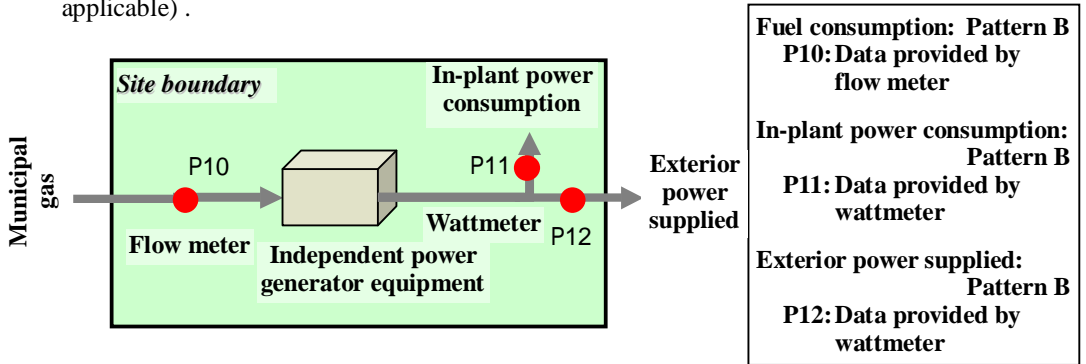 applicable) .
Site boundary
In-plant power
consumption
Municipal
gas
P10
P11
Exterior
power
supplied
Flow meter
Wattmeter
P12
Independent power
generator equipment
Fuel consumption: Pattern B
P10: Data provided by
flow meter
In-plant power consumption:
Pattern B
P11: Data provided by
wattmeter
Exterior power supplied:
Pattern B
P12: Data provided by
wattmeter